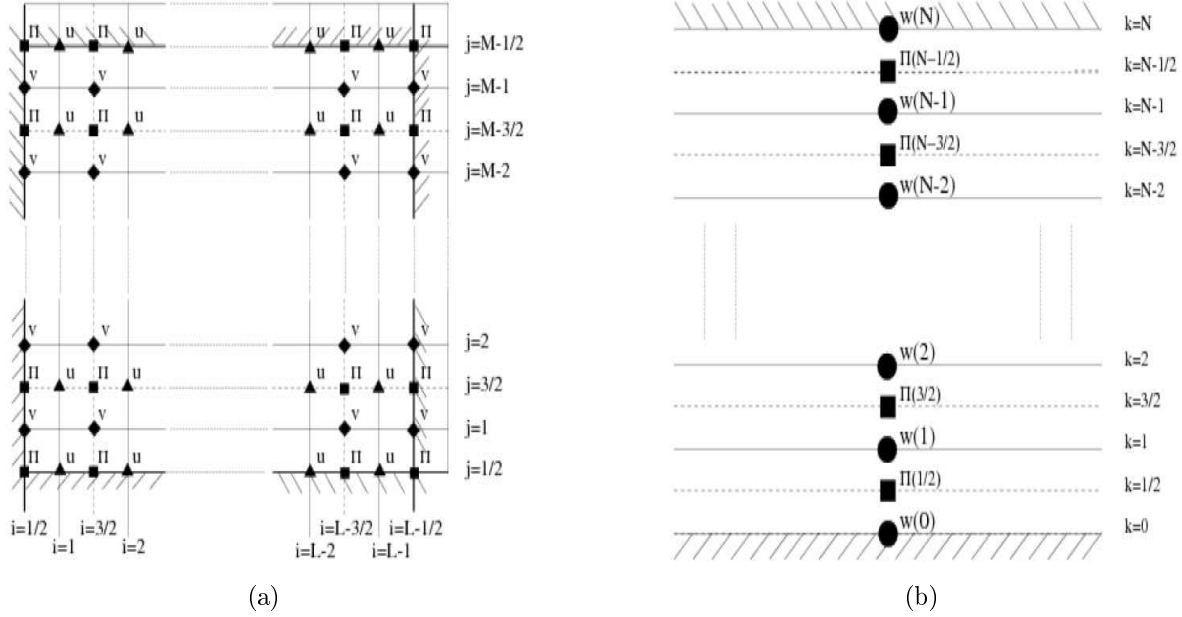 Π u Π u u Π u Π
j=M-1/2
v v v v
j=M-1
Π u Π u u Π u Π
j=M-3/2
v v v v
j=M-2
v v v v
j=2
Π u Π u u Π u Π
j=3/2
v v v v
j=1
Π u Π u u Π u Π
j=1/2
i=1/2 i=3/2 i=L-3/2 i=L-1/2
i=1 i=2 i=L-2 i=L-1
(a)
w(N) k=N
Π(N-1/2) k=N-1/2
w(N-1) k=N-1
Π(N-3/2) k=N-3/2
w(N-2) k=N-2
w(2) k=2
Π(3/2) k=3/2
w(1) k=1
Π(1/2) k=1/2
w(0) k=0
(b)